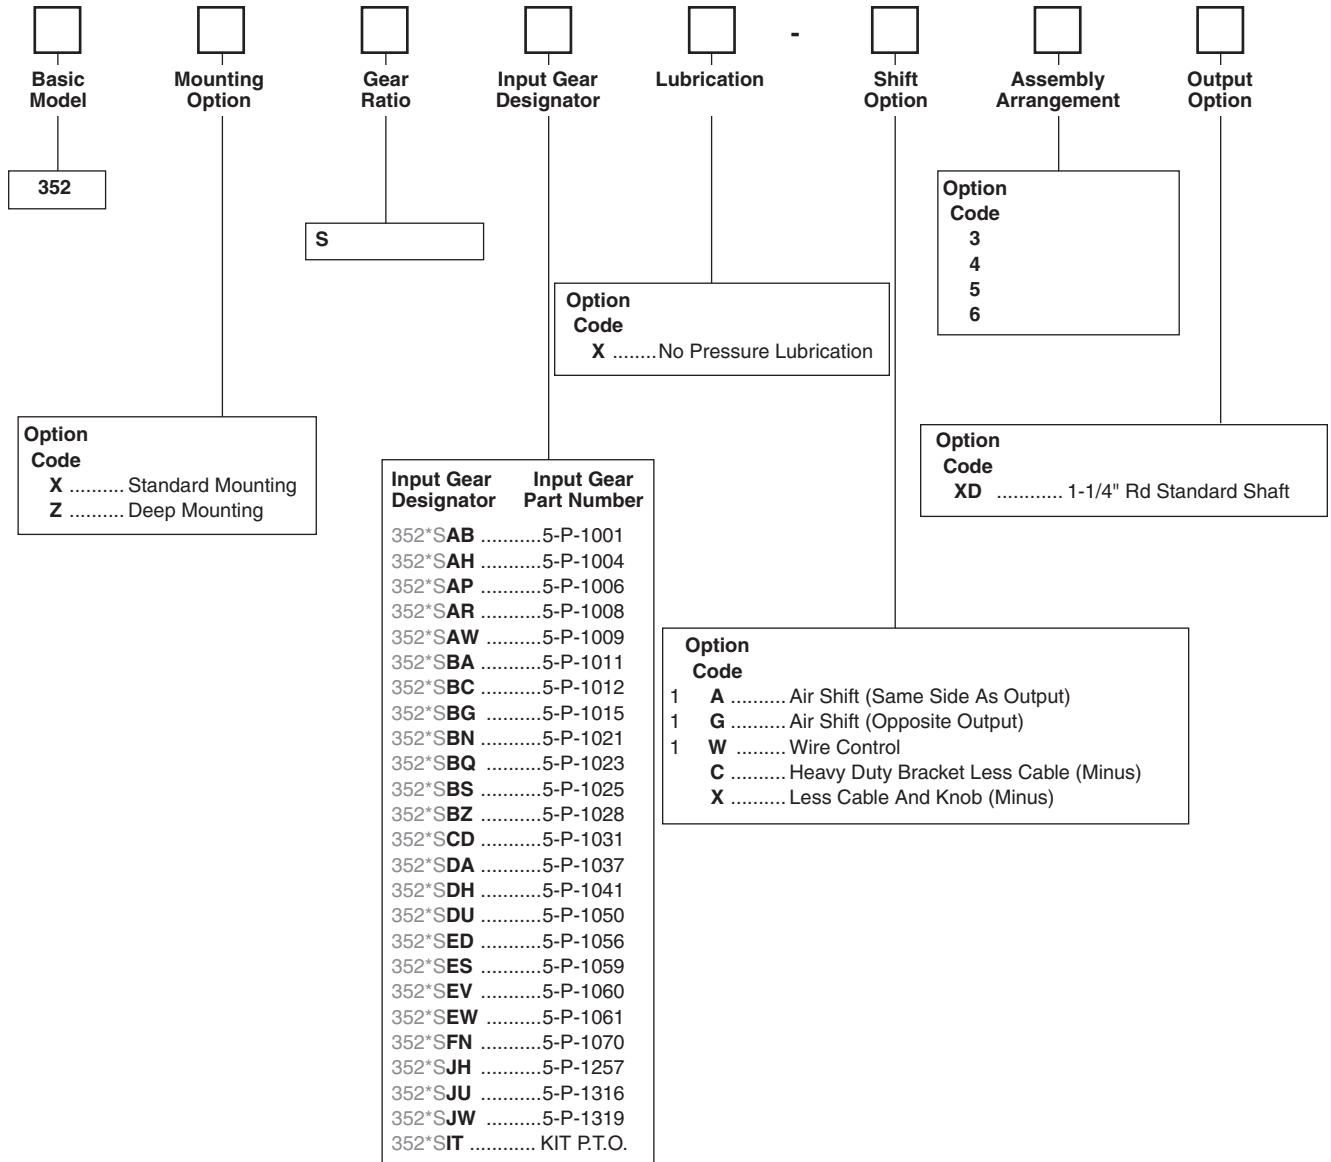 -
Basic
Model
Mounting
Option
Gear
Ratio
Input Gear
Designator
Lubrication
Shift
Option
Assembly
Arrangement
Output
Option
352
S
Option
Code
3
4
5
6
Option
Code
X ........No Pressure Lubrication
Option
Code
X .......... Standard Mounting
Z .......... Deep Mounting
Option
Code
XD ............ 1-1/4" Rd Standard Shaft
Input Gear Input Gear
Designator Part Number
352*SAB ...........5-P-1001
352*SAH ...........5-P-1004
352*SAP ...........5-P-1006
352*SAR ...........5-P-1008
352*SAW ...........5-P-1009
352*SBA ...........5-P-1011
352*SBC ...........5-P-1012
352*SBG ...........5-P-1015
352*SBN ...........5-P-1021
352*SBQ ...........5-P-1023
352*SBS ...........5-P-1025
352*SBZ ...........5-P-1028
352*SCD ...........5-P-1031
352*SDA ...........5-P-1037
352*SDH ...........5-P-1041
352*SDU ...........5-P-1050
352*SED ...........5-P-1056
352*SES ...........5-P-1059
352*SEV ...........5-P-1060
352*SEW ...........5-P-1061
352*SFN ...........5-P-1070
352*SJH ...........5-P-1257
352*SJU ...........5-P-1316
352*SJW ...........5-P-1319
352*SIT ............ KIT P.T.O.
Option
Code
1 A .......... Air Shift (Same Side As Output)
1 G .......... Air Shift (Opposite Output)
1 W ......... Wire Control
C .......... Heavy Duty Bracket Less Cable (Minus)
X .......... Less Cable And Knob (Minus)